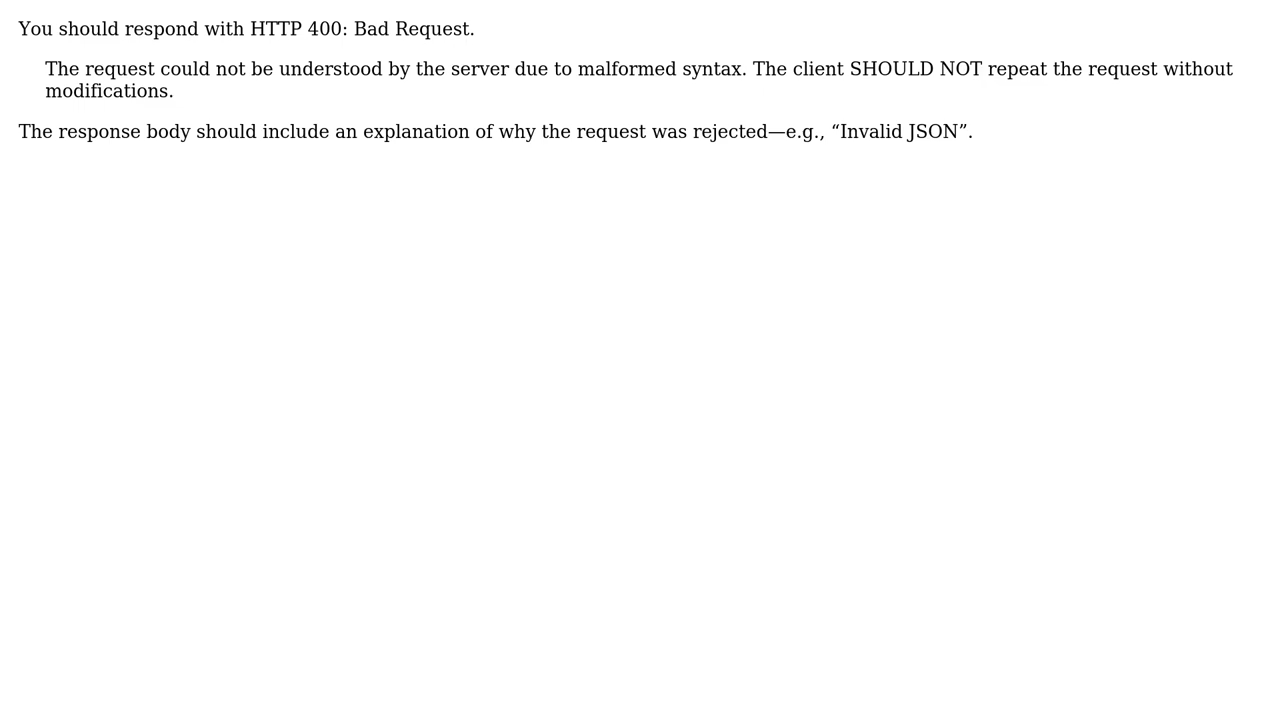 You should respond with HTTP 400: Bad Request.
The request could not be understood by the server due to malformed syntax. The client SHOULD NOT repeat the request without
modifications.
The response body should include an explanation of why the request was rejected—e.g., “Invalid JSON”.